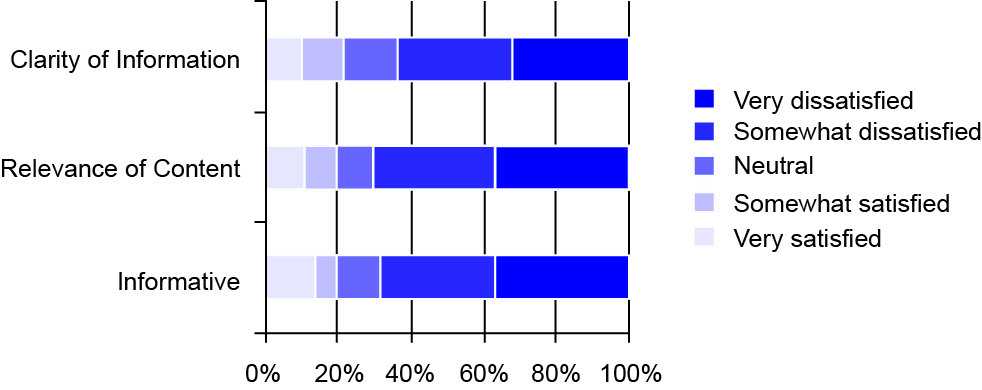 Clarity of Information
Relevance of Content
Informative
0% 20% 40% 60% 80% 100%
Very dissatisfied
Somewhat dissatisfied
Neutral
Somewhat satisfied
Very satisfied